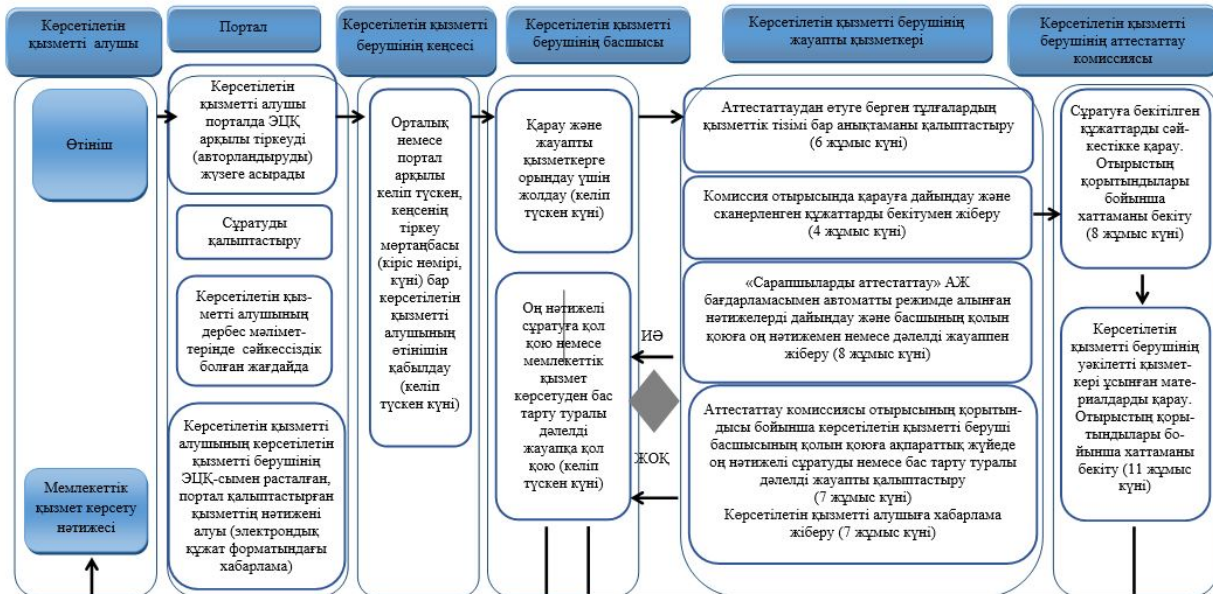 Көрсетілетін
қызметті алушы
Портал
Көрсетілетін қызметті
берушінің кеңсесі
Көрсетілетін қызметті
берушінің басшысы
Көрсетілетін қызметті берушінің
жауапты қызметкері
Көрсетілетін қызметті
берушінің аттестаттау
комиссиясы
Өтініш
Мемлекеттік
қызмет көрсету
нәтижесі
Көрсетілетін
қызметті алушы
порталда ЭЦҚ
арқылы тіркеуді
(авторландыруды)
жүзеге асырады
Сұратуды
қалыптастыру
Көрсетілетін қыз-
метті алушының
дербес мәлімет-
терінде сәйкессіздік
болған жағдайда
Көрсетілетін қызметті
алушының көрсетілетін
қызметті берушінің
ЭЦҚ-сымен расталған,
портал қалыптастырған
қызметтің нәтижені
алуы (электрондық
құжат форматындағы
хабарлама)
Орталық
немесе
портал
арқылы
келіп түскен,
кеңсенің
тіркеу
мөртаңбасы
(кіріс нөмірі,
күні) бар
көрсетілетін
қызметті
алушының
өтінішін
қабылдау
(келіп
түскен күні)
Қарау және
жауапты
қызметкерге
орындау үшін
жолдау (келіп
түскен күні)
Оң нәтижелі
сұратуға қол
қою немесе
мемлекеттік
қызмет
көрсетуден бас
тарту туралы
дәлелді
жауапқа қол
қою (келіп
түскен күні)
ИӘ
ЖОҚ
Аттестаттаудан өтуге берген тұлғалардың
қызметтік тізімі бар анықтаманы қалыптастыру
(6 жұмыс күні)
Комиссия отырысында қарауға дайындау және
сканерленген құжаттарды бекітумен жіберу
(4 жұмыс күні)
«Сарапшыларды аттестаттау» АЖ
бағдарламасымен автоматты режимде алынған
нәтижелерді дайындау және басшының қолын
қоюға оң нәтижемен немесе дәлелді жауаппен
жіберу (8 жұмыс күні)
Аттестаттау комиссиясы отырысының қорытын-
дысы бойынша көрсетілетін қызметті беруші
басшысының қолын қоюға ақпараттық жүйеде
оң нәтижелі сұратуды немесе бас тарту туралы
дәлелді жауапты қалыптастыру
(7 жұмыс күні)
Көрсетілетін қызметті алушыға хабарлама
жіберу (7 жұмыс күні)
Сұратуға бекітілген
құжаттарды сәй-
кестікке қарау.
Отырыстың
қорытындылары
бойынша
хаттаманы бекіту
(8 жұмыс күні)
Көрсетілетін
қызметті берушінің
уәкілетті қызмет-
кері ұсынған мате-
риалдарды қарау.
Отырыстың қоры-
тындылары бо-
йынша хаттаманы
бекіту (11 жұмыс
күні)